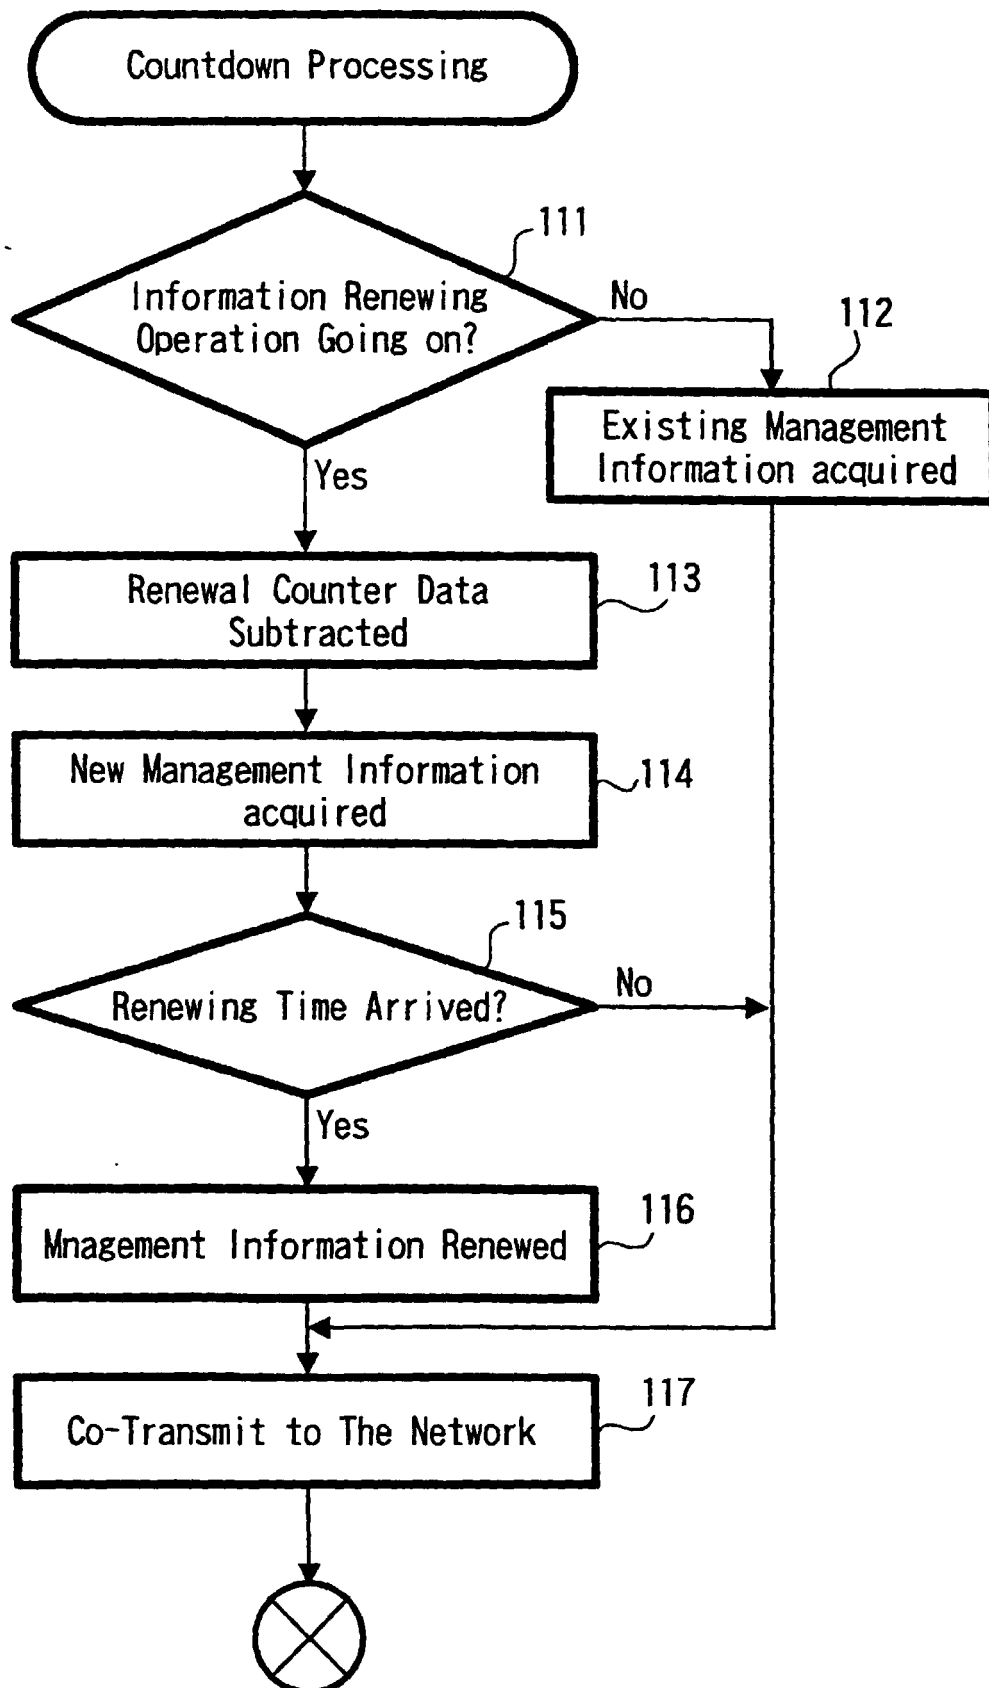 Countdown Processing
111
Information Renewing
Operation Going on?
No
112
Existing Management
Information acquired
Yes
113
Renewal Counter Data
Subtracted
New Management Information
acquired
114
115
Renewing Time Arrived?
No
Yes
116
Mnagement Information Renewed
117
Co-Transmit to The Network